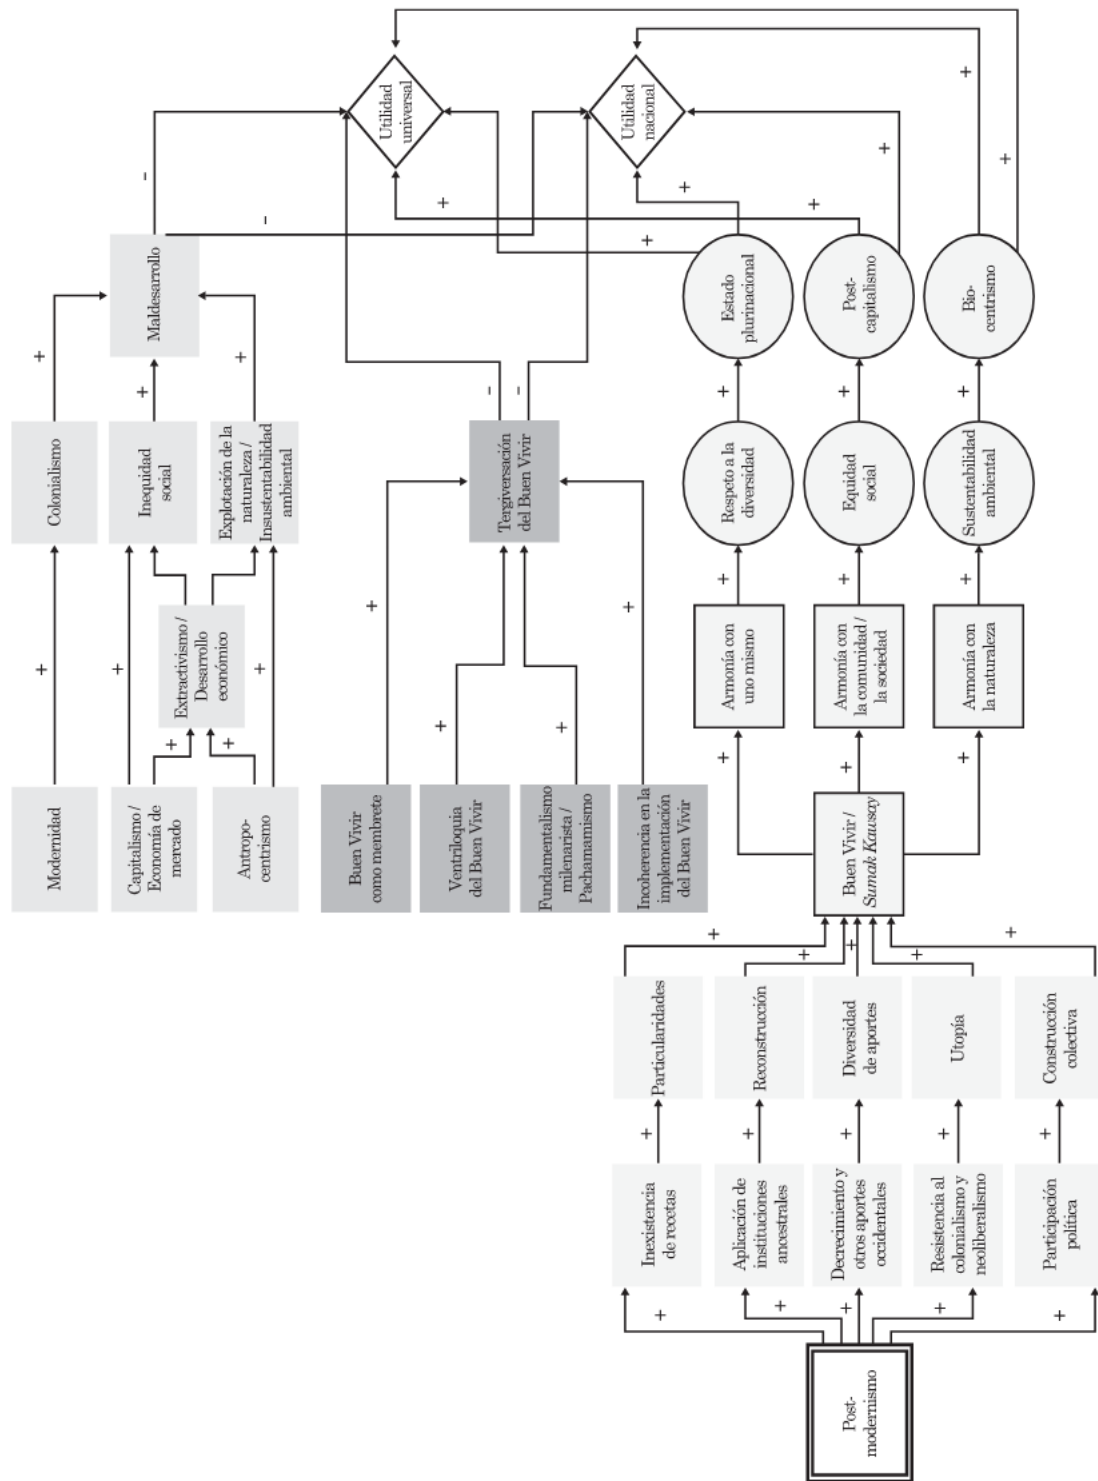 Modernidad
+
Colonialismo
+
Capitalismo /
Economía de
mercado
+
+
Antropo-
centrismo
+
+
Extractivismo /
Desarrollo
económico
Inequidad
social
+
Explotación de la
naturaleza /
Insustentabilidad
ambiental
+
Maldesarrollo
-
-
Buen Vivir
como membrete
+
Ventriloquia
del Buen Vivir
+
Fundamentalismo
milenarista /
Pachamamismo
+
Incoherencia en la
implementación
del Buen Vivir
+
Tergiversación
del Buen Vivir
-
-
Utilidad
universal
Utilidad
nacional
Post-
modernismo
+
+
+
+
+
Inexistencia
de recetas
+
Particularidades
+
Aplicación de
instituciones
ancestrales
+
Reconstrucción
+
Decrecimiento y
otros aportes
occidentales
+
Diversidad
de aportes
+
Resistencia al
colonialismo y
neoliberalismo
+
Utopía
+
Participación
política
+
Construcción
colectiva
+
Buen Vivir /
Sumak Kawsay
+
+
+
Armonía con
uno mismo
+
Respeto a la
diversidad
+
Estado
plurinacional
+
+
Armonía con
la comunidad /
la sociedad
+
Equidad
social
+
Post-
capitalismo
+
+
+
Armonía con
la naturaleza
+
Sustentabilidad
ambiental
+
Bio-
centrismo
+
+